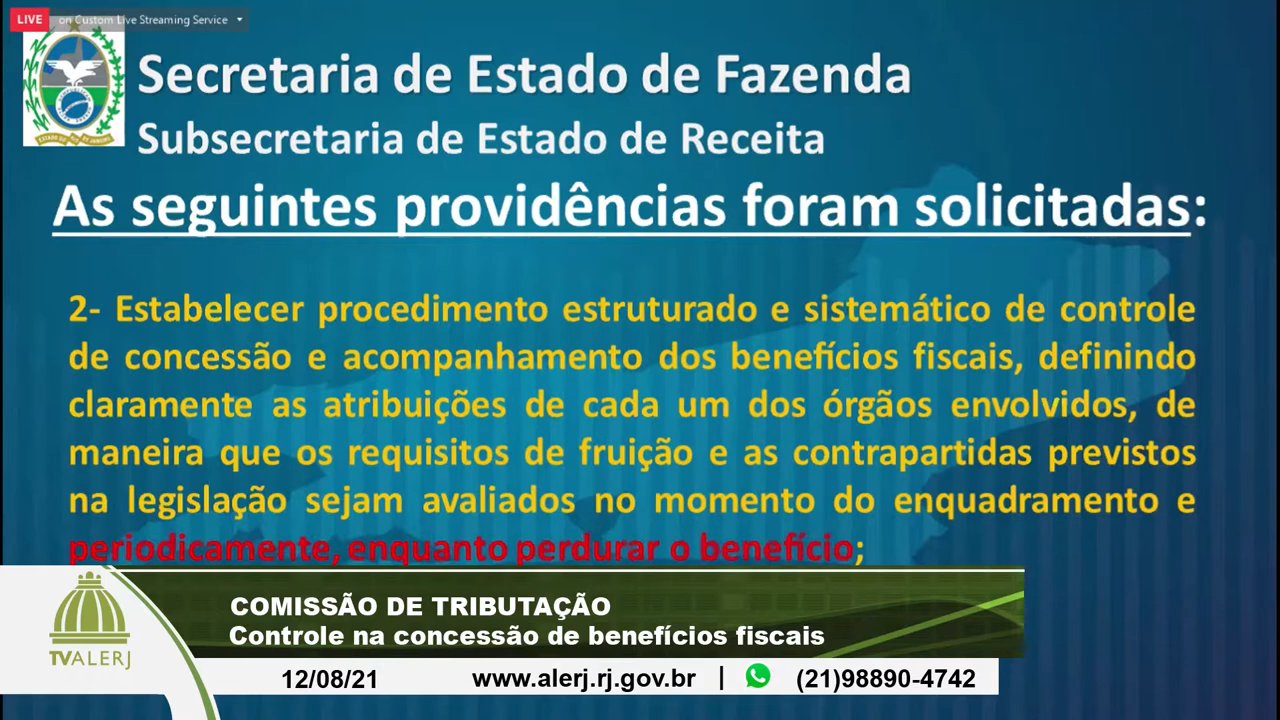 LIVE on Custom Live Streaming Service
Secretaria de Estado de Fazenda
Subsecretaria de Estado de Receita
As seguintes providências foram solicitadas:
2- Estabelecer procedimento estruturado e sistemático de controle
de concessão e acompanhamento dos benefícios fiscais, definindo
claramente as atribuições de cada um dos órgãos envolvidos, de
maneira que os requisitos de fruição e as contrapartidas previstos
na legislação sejam avaliados no momento do enquadramento e
periodicamente, enquanto perdurar o benefício;
COMISSÃO DE TRIBUTAÇÃO
Controle na concessão de benefícios fiscais
TVALERJ
12/08/21 www.alerj.rj.gov.br | (21)98890-4742